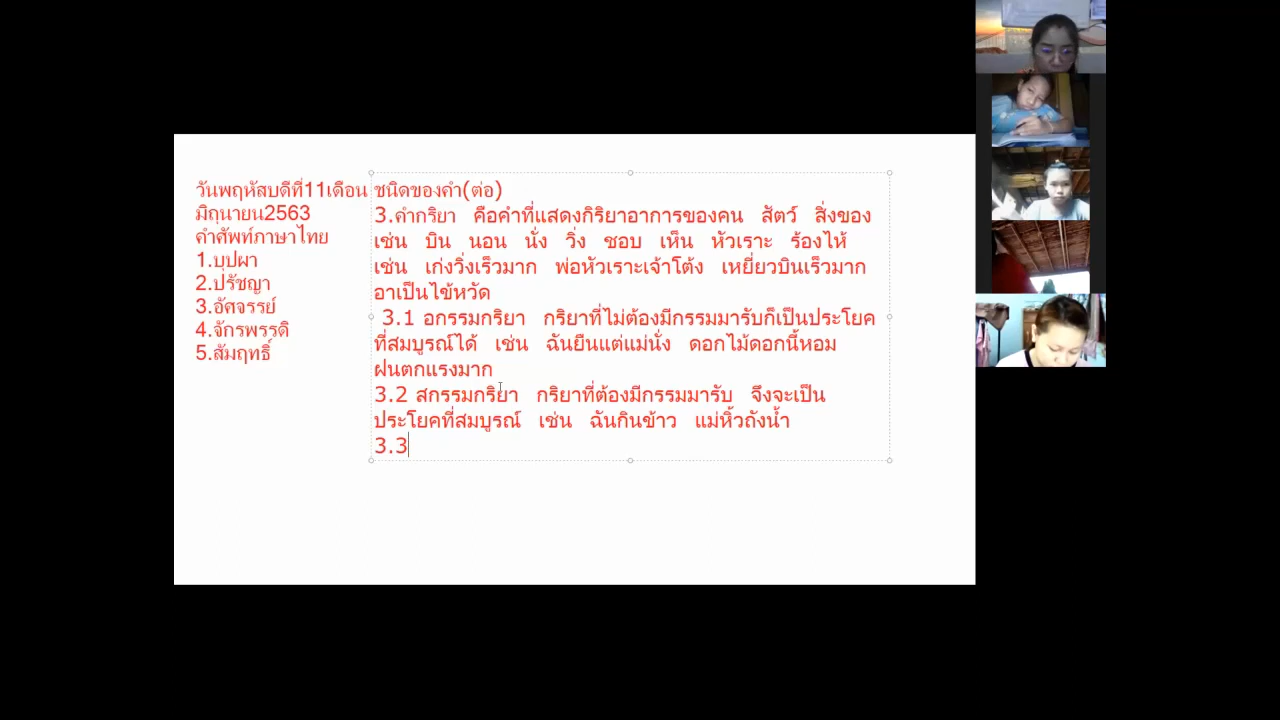 วันพฤหัสบดีที่11เดือน
มิถุนายน2563
คำศัพท์ภาษาไทย
1.บุปผา
2.ปรัชญา
3.อัศจรรย์
4.จักรพรรดิ
5.สัมฤทธิ์
ชนิดของคำ(ต่อ)
3.คำกริยา คือคำที่แสดงกิริยาอาการของคน สัตว์ สิ่งของ
เช่น บิน นอน นั่ง วิ่ง ชอบ เห็น หัวเราะ ร้องไห้
เช่น เก่งวิ่งเร็วมาก พ่อหัวเราะเจ้าโต้ง เหยี่ยวบินเร็วมาก
อาเป็นไข้หวัด
3.1 อกรรมกริยา กริยาที่ไม่ต้องมีกรรมมารับก็เป็นประโยค
ที่สมบูรณ์ได้ เช่น ฉันยืนแต่แม่นั่ง ดอกไม้ดอกนี้หอม
ฝนตกแรงมาก
3.2 สกรรมกริยา กริยาที่ต้องมีกรรมมารับ จึงจะเป็น
ประโยคที่สมบูรณ์ เช่น ฉันกินข้าว แม่หิ้วถังน้ำ
3.3